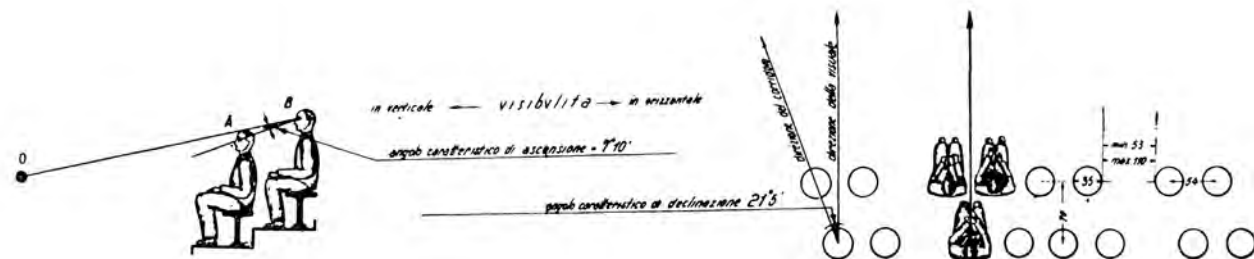 O
A
B
in verticale ← visibulita → in orizzontale
angolo caratteristico di ascensione = 7°10'
angolo caratteristico di declinazione 21°5'
direzione del corridoio
direzione della visuale
min 53
max 110
35
54